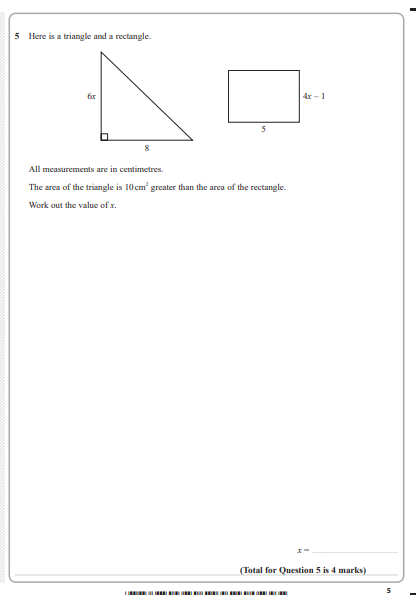 5 Here is a triangle and a rectangle.
6x
4x – 1
5
8
All measurements are in centimetres.
The area of the triangle is 10 cm² greater than the area of the rectangle.
Work out the value of x.
x = ......................................
(Total for Question 5 is 4 marks)
5